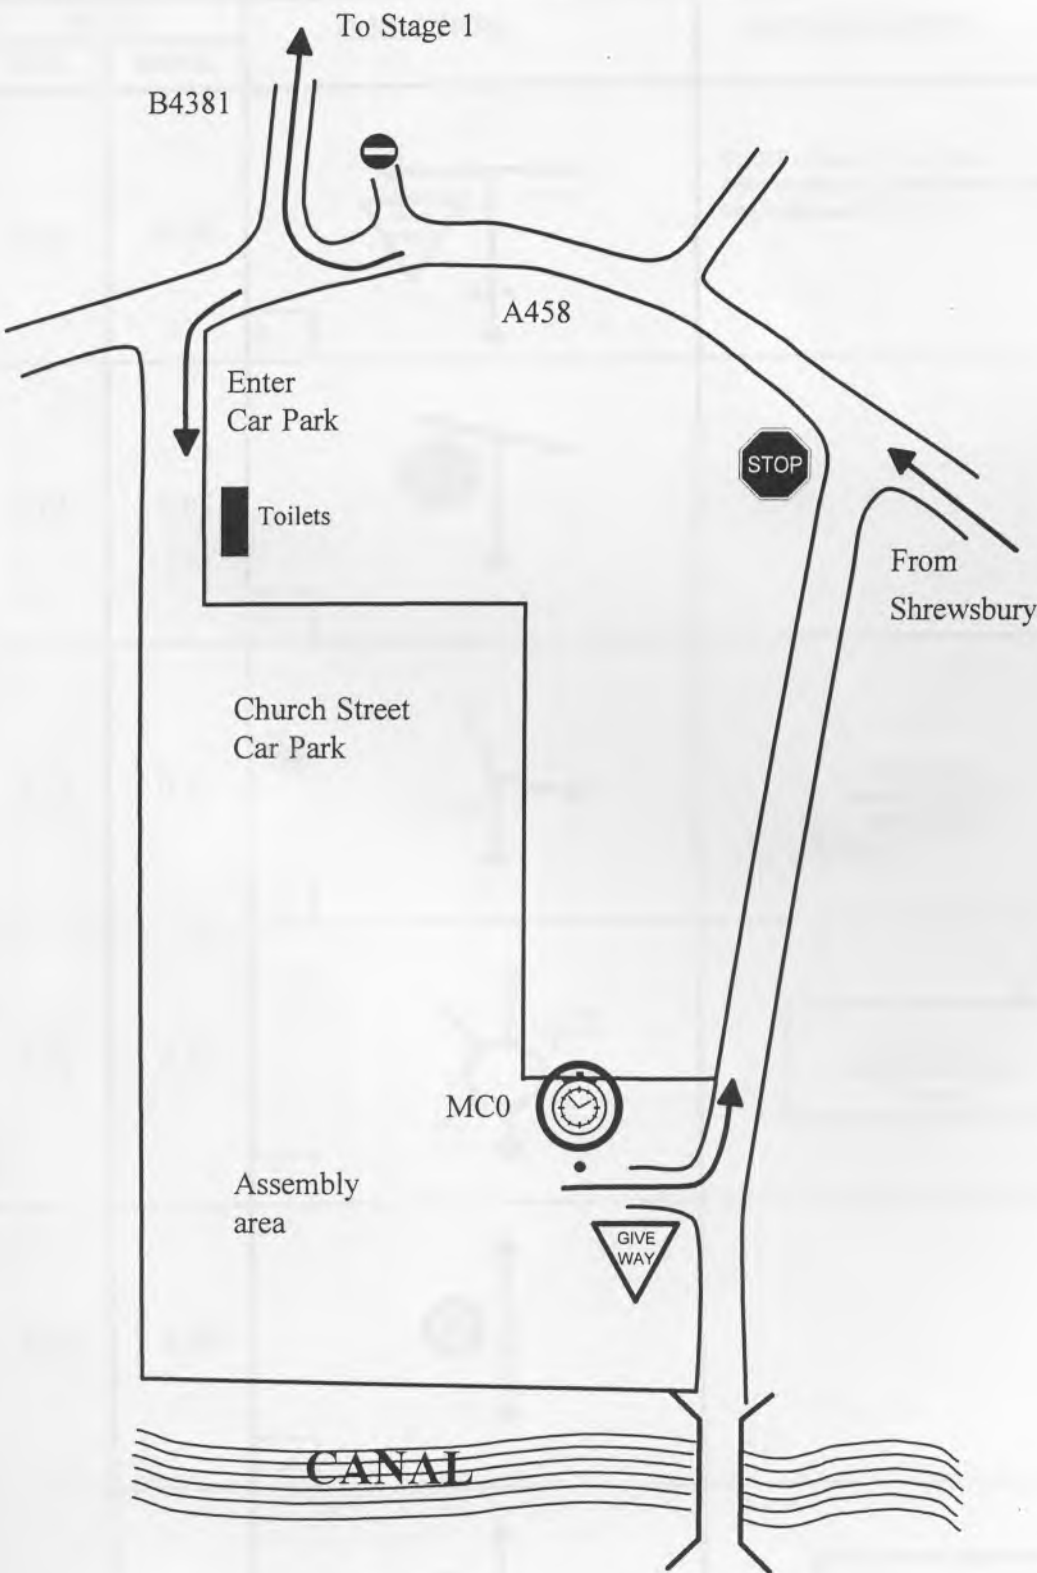 To Stage 1
B4381
A458
Enter
Car Park
STOP
Toilets
From
Shrewsbury
Church Street
Car Park
MC0
Assembly
area
GIVE
WAY
CANAL